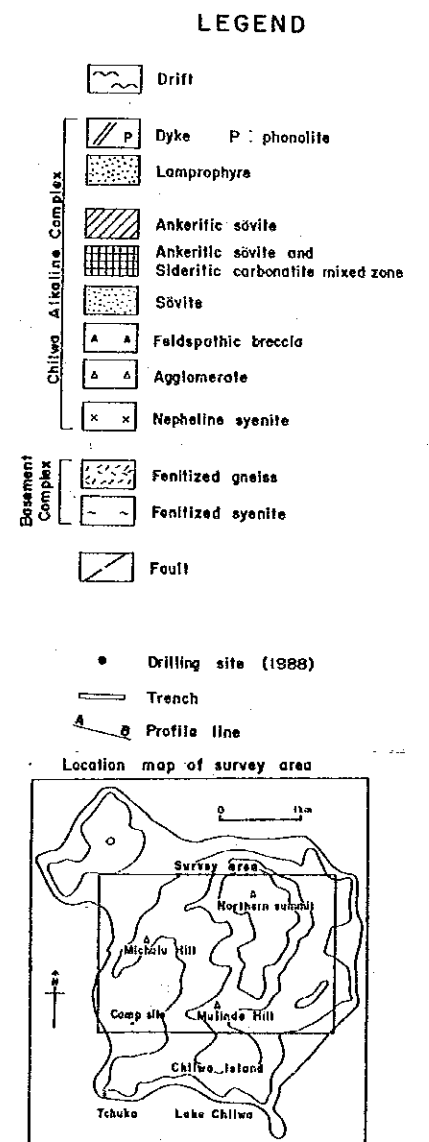 LEGEND
Drift
Chilwa Alkaline Complex
P
Dyke P : phonolite
Lamprophyre
Ankeritic sövite
Ankeritic sövite and
Sideritic carbonatite mixed zone
Sövite
Feldspathic breccia
Agglomerate
Nepheline syenite
Basement
Complex
Fenitized gneiss
Fenitized syenite
Fault
Drilling site (1988)
Trench
A B Profile line
Location map of survey area
0 1km
Survey area
Northern summit
Michulu Hill
N
Camp site
Mulinde Hill
Chilwa Island
Tchuka Lake Chilwa